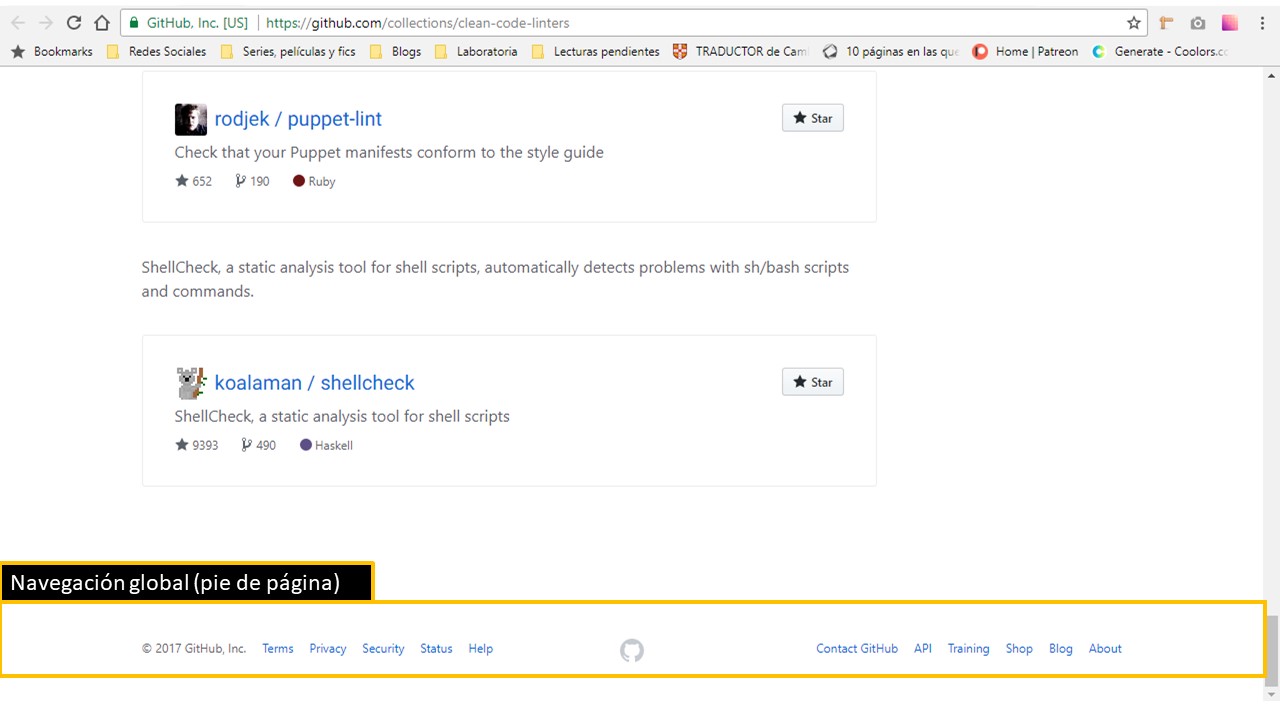 GitHub, Inc. [US] | https://github.com/collections/clean-code-linters
Bookmarks Redes Sociales Series, películas y fics Blogs Laboratoria Lecturas pendientes TRADUCTOR de Cam 10 páginas en las que Home | Patreon Generate - Coolors.co
rodjek / puppet-lint
Star
Check that your Puppet manifests conform to the style guide
652 190 Ruby
ShellCheck, a static analysis tool for shell scripts, automatically detects problems with sh/bash scripts
and commands.
koalaman / shellcheck
Star
ShellCheck, a static analysis tool for shell scripts
9393 490 Haskell
Navegación global (pie de página)
© 2017 GitHub, Inc. Terms Privacy Security Status Help Contact GitHub API Training Shop Blog About